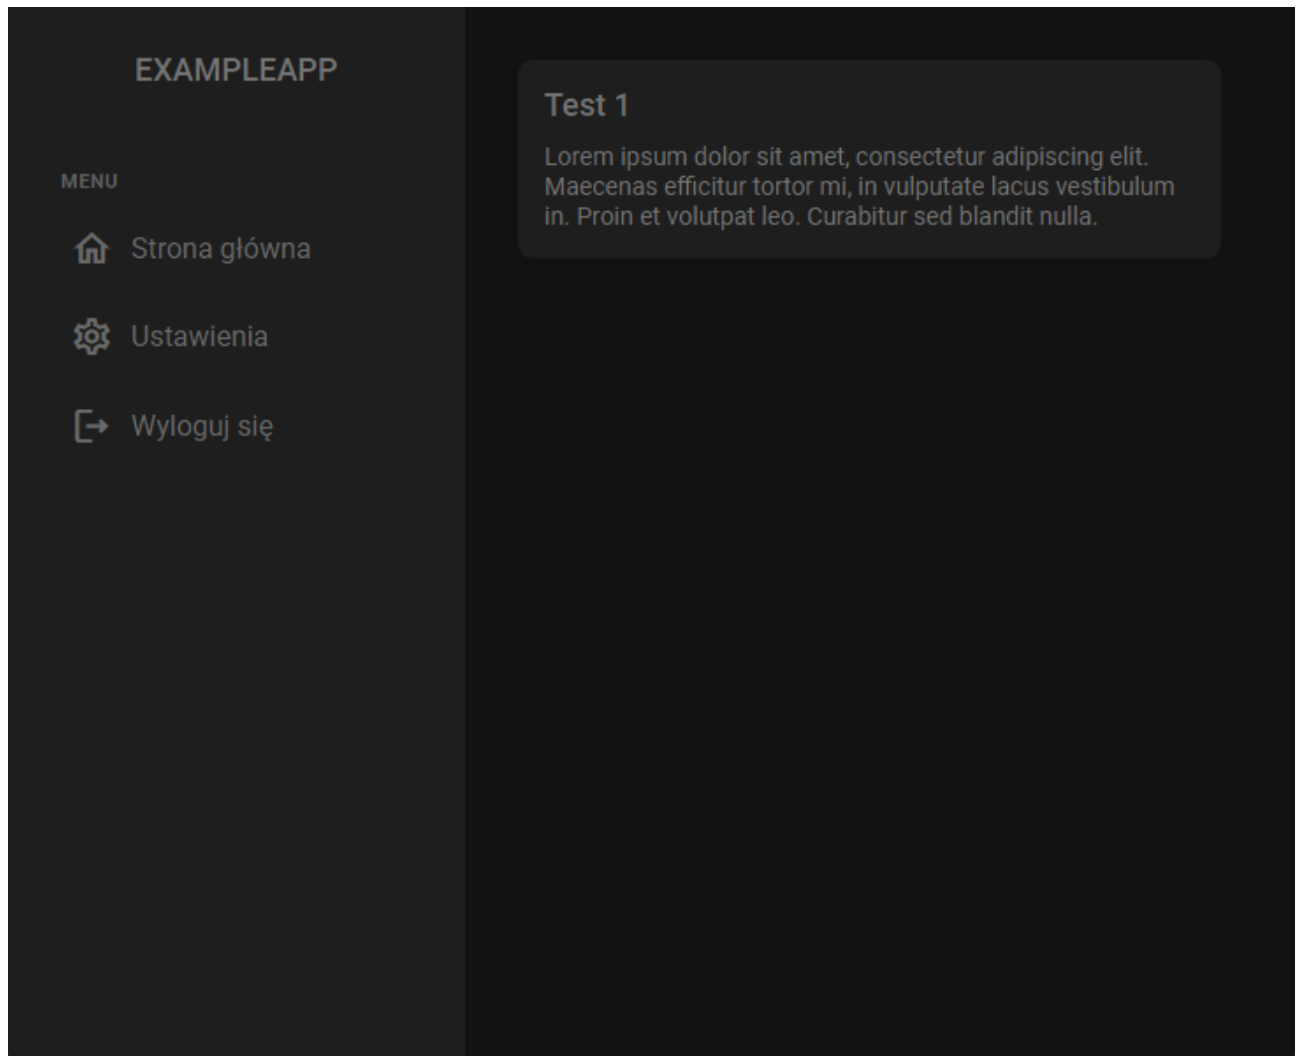 EXAMPLEAPP
MENU
Strona główna
Ustawienia
Wyloguj się
Test 1
Lorem ipsum dolor sit amet, consectetur adipiscing elit.
Maecenas efficitur tortor mi, in vulputate lacus vestibulum
in. Proin et volutpat leo. Curabitur sed blandit nulla.